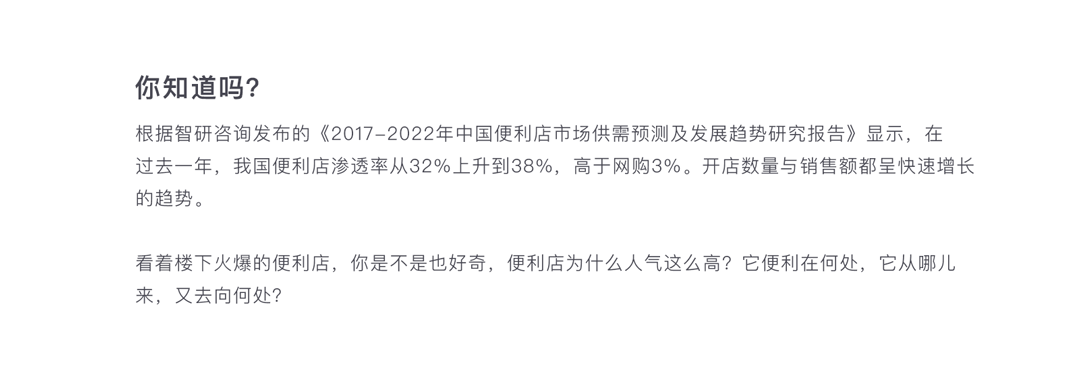 你知道吗?
根据智研咨询发布的《2017-2022年中国便利店市场供需预测及发展趋势研究报告》显示，在
过去一年，我国便利店渗透率从32%上升到38%，高于网购3%。开店数量与销售额都呈快速增长
的趋势。
看着楼下火爆的便利店，你是不是也好奇，便利店为什么人气这么高？它便利在何处，它从哪儿
来，又去向何处？